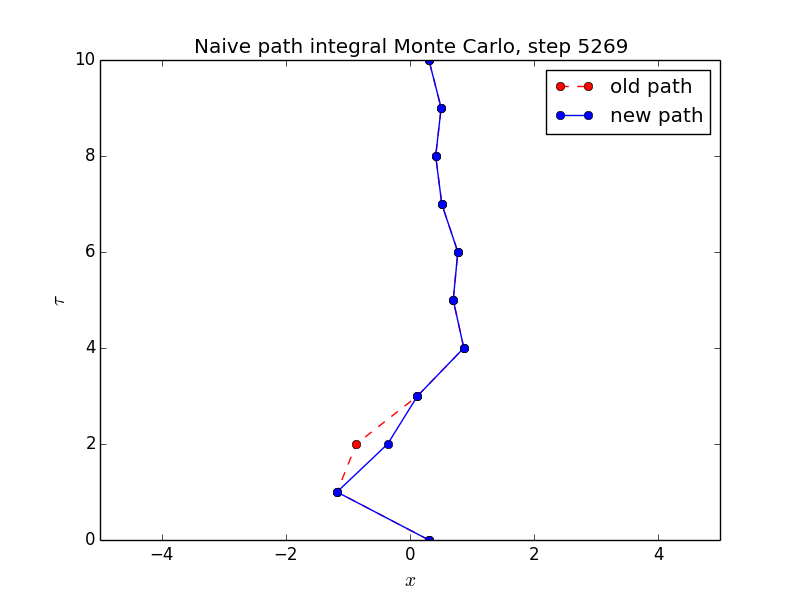 Naive path integral Monte Carlo, step 5269
old path
new path
10
8
6
4
2
0
τ
−4 −2 0 2 4
x